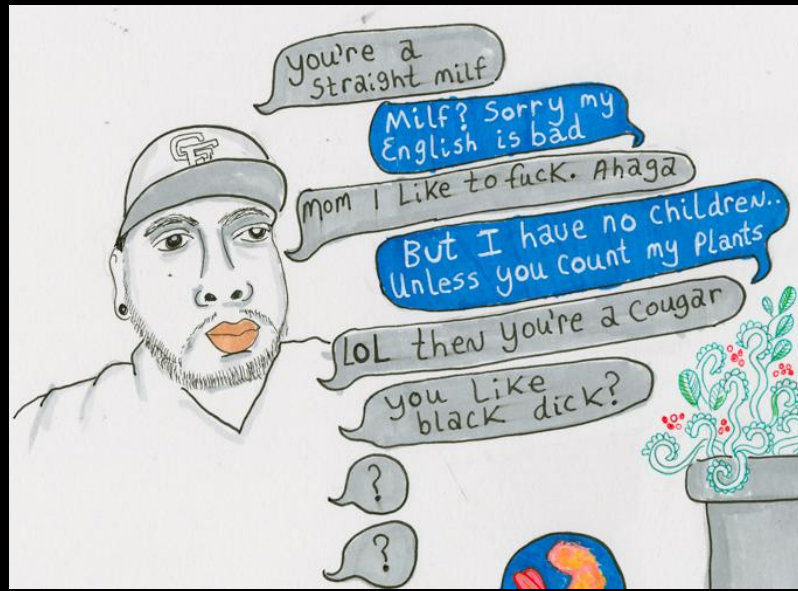 you're a
straight milf
Milf? Sorry my
English is bad
mom I Like to fuck. Ahaga
But I have no children..
Unless you count my Plants
LOL then you're a cougar
you Like
black dick?
?
?